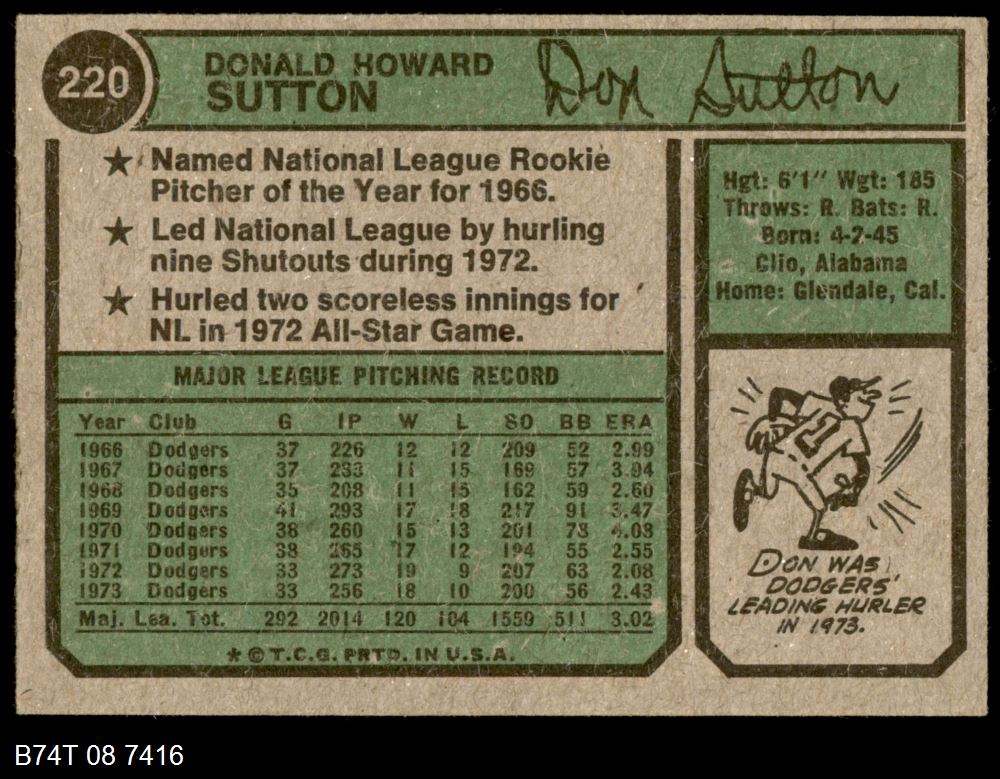 220
DONALD HOWARD
SUTTON
Don Sutton
★ Named National League Rookie
Pitcher of the Year for 1966.
★ Led National League by hurling
nine Shutouts during 1972.
★ Hurled two scoreless innings for
NL in 1972 All-Star Game.
Hgt: 6'1" Wgt: 185
Throws: R. Bats: R.
Born: 4-2-45
Clio, Alabama
Home: Glendale, Cal.
MAJOR LEAGUE PITCHING RECORD
Year Club G IP W L SO BB ERA
1966 Dodgers 37 226 12 12 209 52 2.99
1967 Dodgers 37 233 11 15 169 57 3.94
1968 Dodgers 35 208 11 15 162 59 2.60
1969 Dodgers 41 293 17 18 217 91 3.47
1970 Dodgers 38 260 15 13 201 78 4.08
1971 Dodgers 38 265 17 12 194 55 2.55
1972 Dodgers 33 273 19 9 207 63 2.08
1973 Dodgers 33 256 18 10 200 56 2.43
Maj. Lea. Tot. 292 2014 120 104 1559 511 3.02
* © T.C.G. PRTD. IN U.S.A.
DON WAS
DODGERS'
LEADING HURLER
IN 1973.
B74T 08 7416